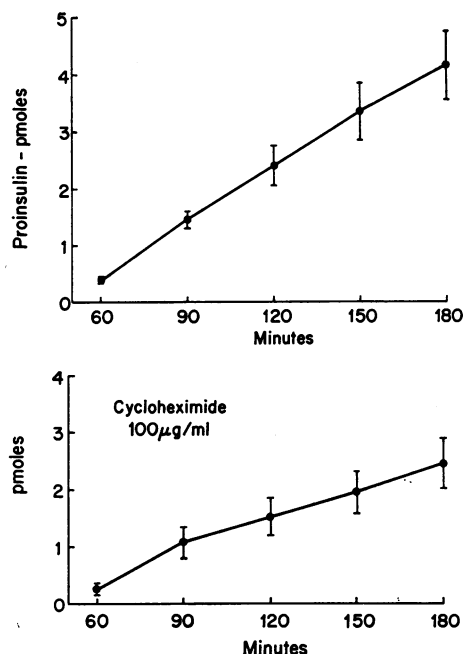 5
4
3
2
1
0
Proinsulin - pmoles
60 90 120 150 180
Minutes
4
3
2
1
0
pmoles
Cycloheximide
100μg/ml
60 90 120 150 180
Minutes